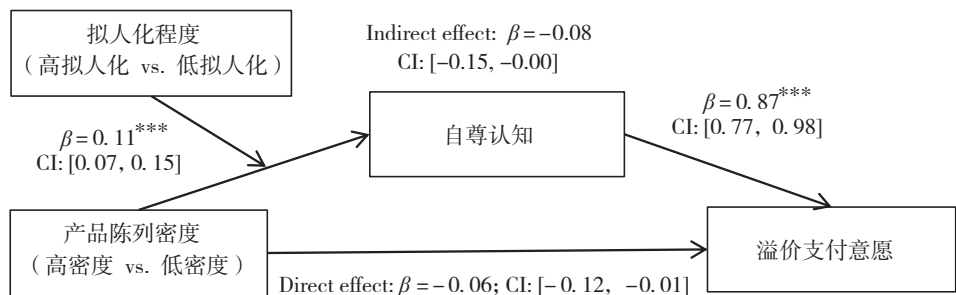 拟人化程度
（高拟人化 vs. 低拟人化）
Indirect effect: β=-0.08
CI: [-0.15, -0.00]
β=0.11***
CI: [0.07, 0.15]
自尊认知
β=0.87***
CI: [0.77, 0.98]
产品陈列密度
（高密度 vs. 低密度）
溢价支付意愿
Direct effect: β=-0.06; CI: [-0.12, -0.01]